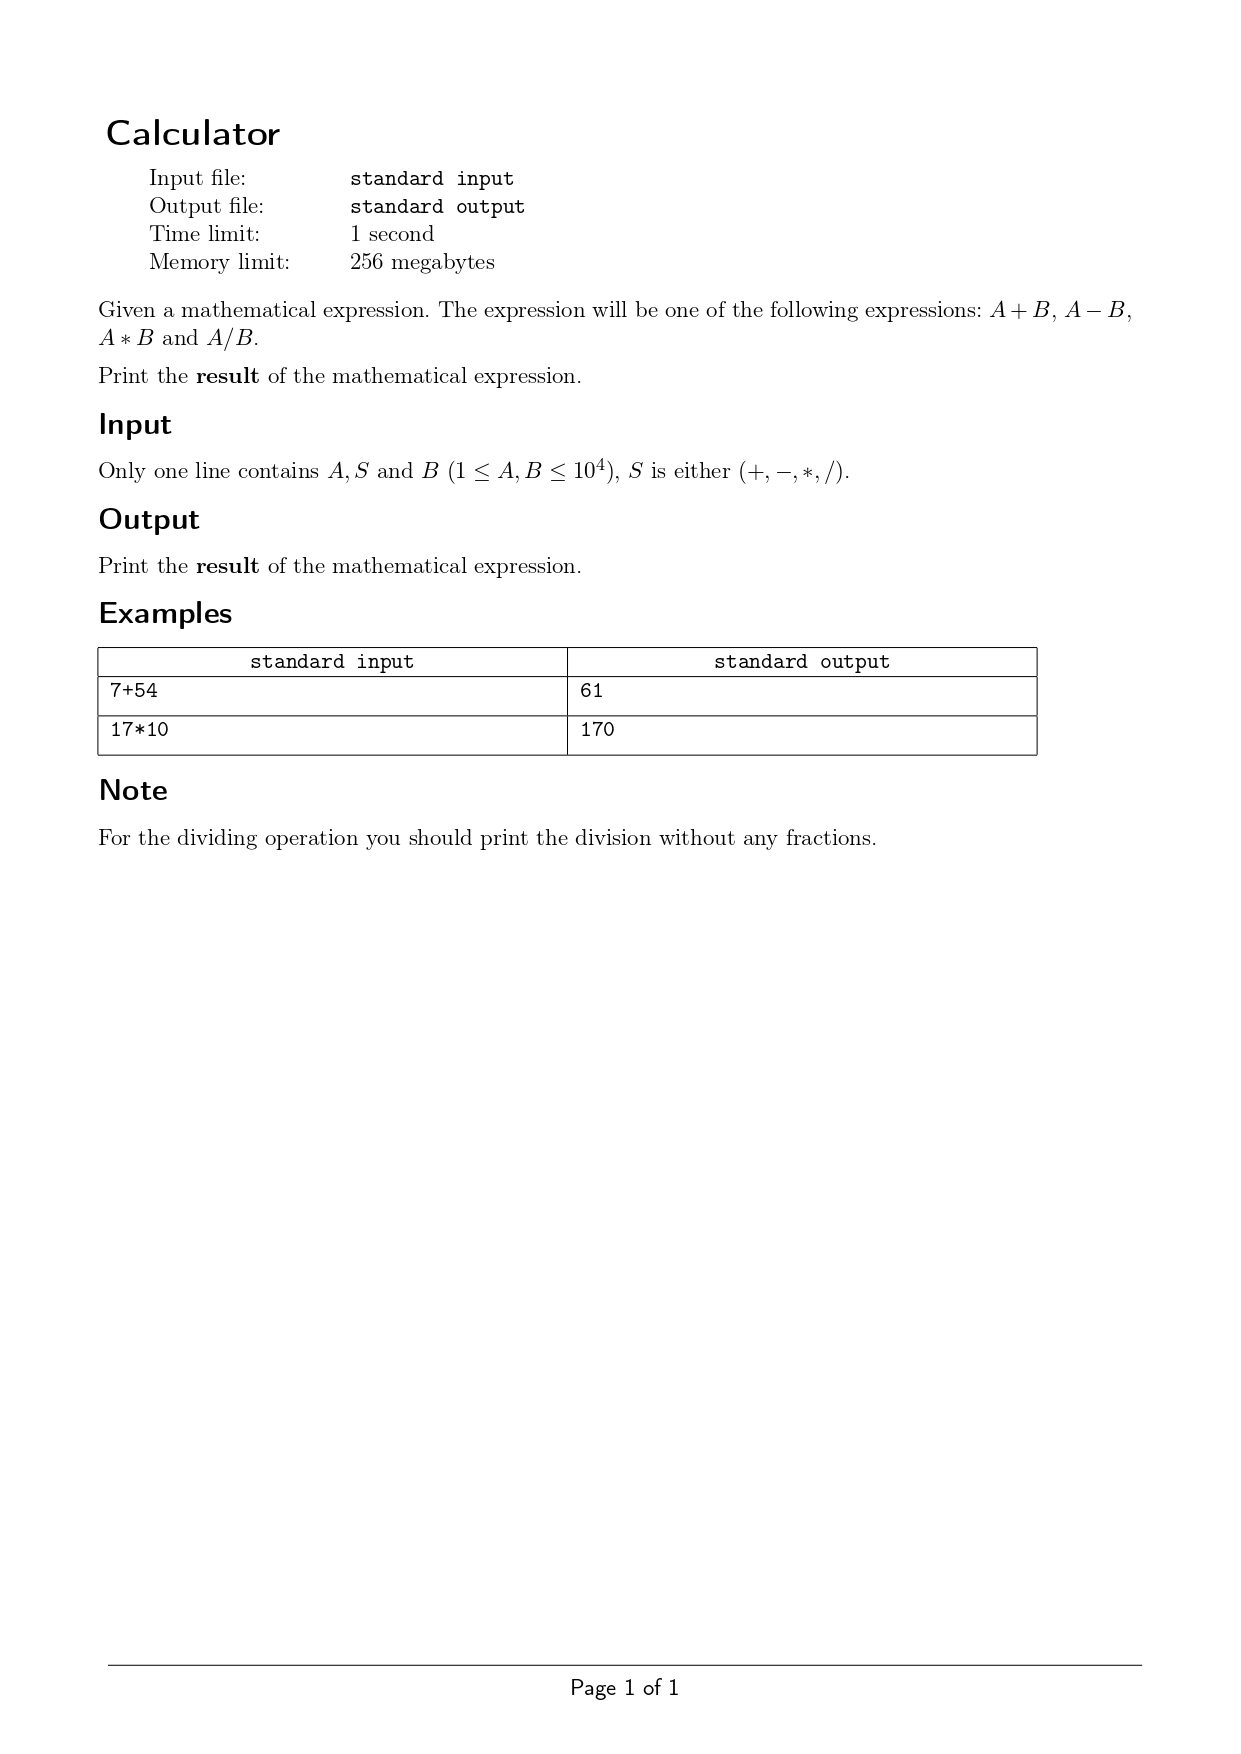 Calculator
Input file: standard input
Output file: standard output
Time limit: 1 second
Memory limit: 256 megabytes
Given a mathematical expression. The expression will be one of the following expressions: A + B, A − B,
A ∗ B and A/B.
Print the result of the mathematical expression.
Input
Only one line contains A, S and B (1 ≤ A, B ≤ 10⁴), S is either (+, −, ∗, /).
Output
Print the result of the mathematical expression.
Examples
standard input standard output
7+54 61
17*10 170
Note
For the dividing operation you should print the division without any fractions.
Page 1 of 1